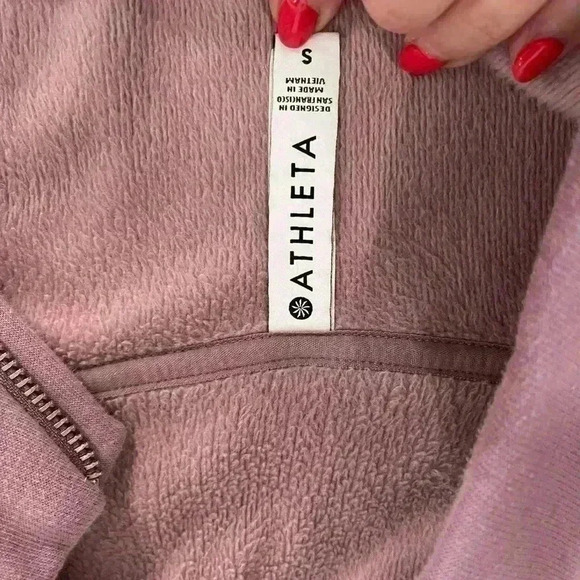 ATHLETA
DESIGNED IN
SAN FRANCISCO
MADE IN
VIETNAM
S